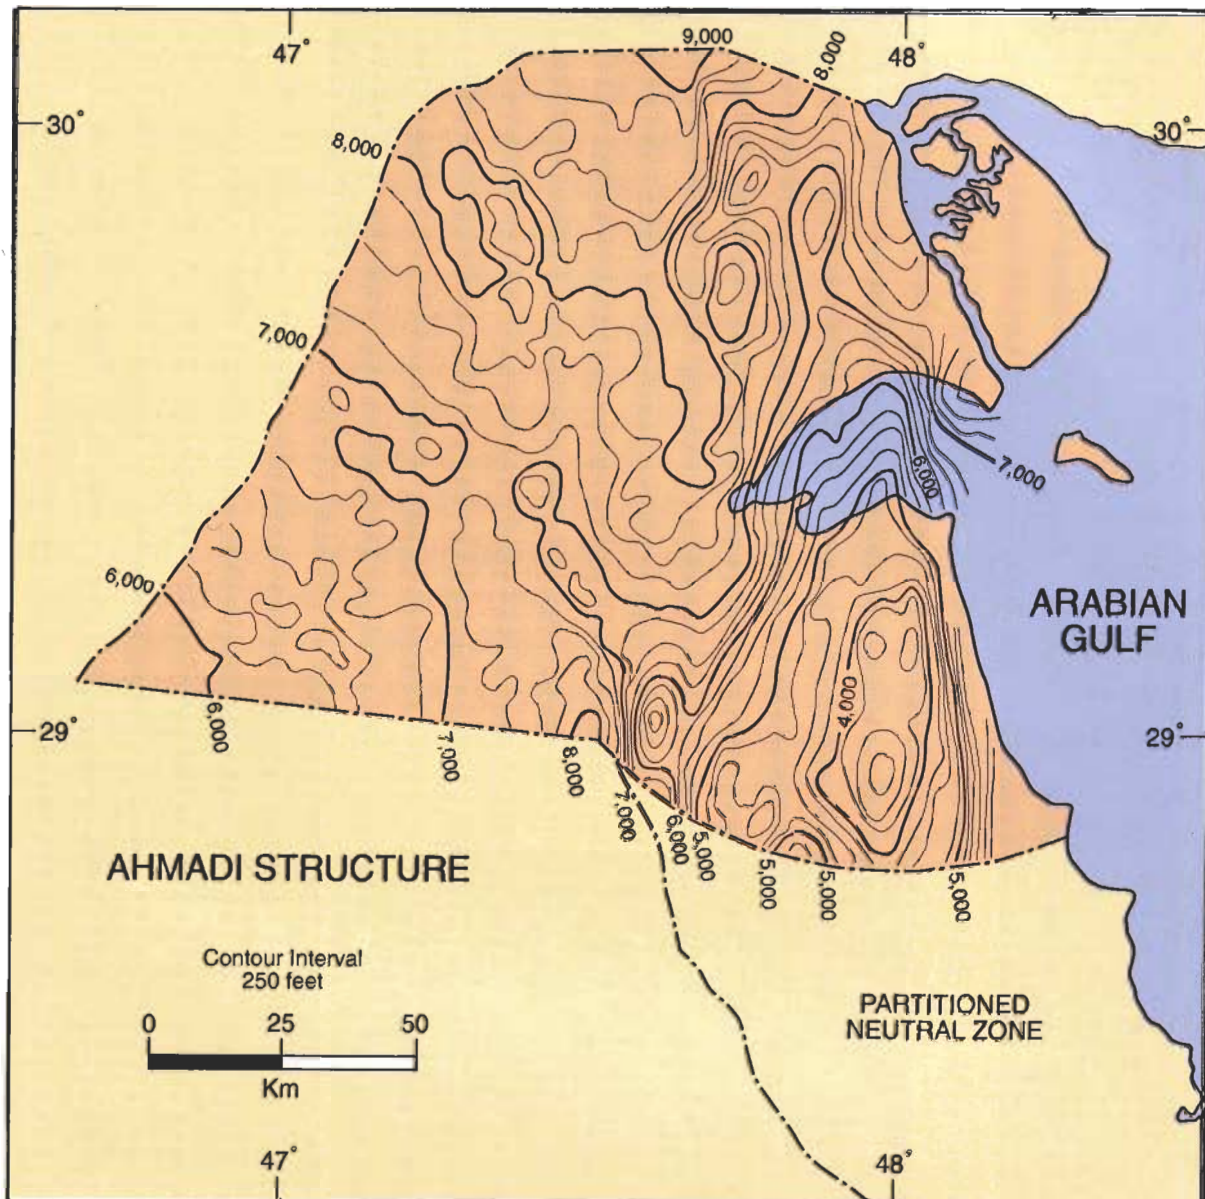 47°
9,000
8,000
48°
30°
8,000
30°
7,000
7,000
6,000
6,000
ARABIAN
GULF
4,000
29°
6,000
7,000
8,000
7,000
6,000
5,000
5,000
5,000
5,000
29°
AHMADI STRUCTURE
Contour Interval
250 feet
0 25 50
Km
PARTITIONED
NEUTRAL ZONE
47°
48°